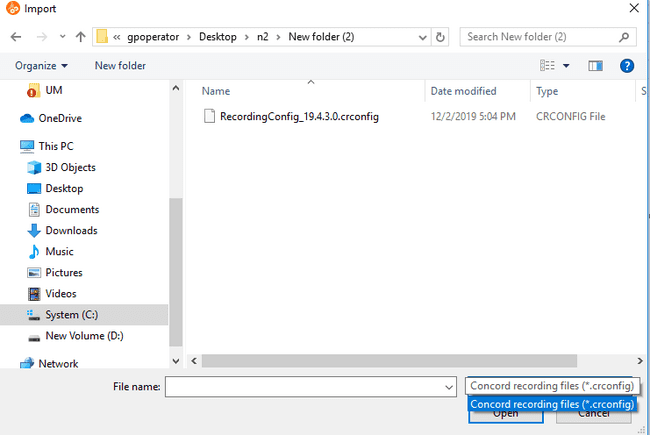 Import
« gpoperator > Desktop > n2 > New folder (2)
Search New folder (2)
Organize
New folder
Name
Date modified
Type
S
UM
OneDrive
This PC
3D Objects
Desktop
Documents
Downloads
Music
Pictures
Videos
System (C:)
New Volume (D:)
Network
RecordingConfig_19.4.3.0.crconfig
12/2/2019 5:04 PM
CRCONFIG File
File name:
Concord recording files (*.crconfig)
Concord recording files (*.crconfig)
Open
Cancel